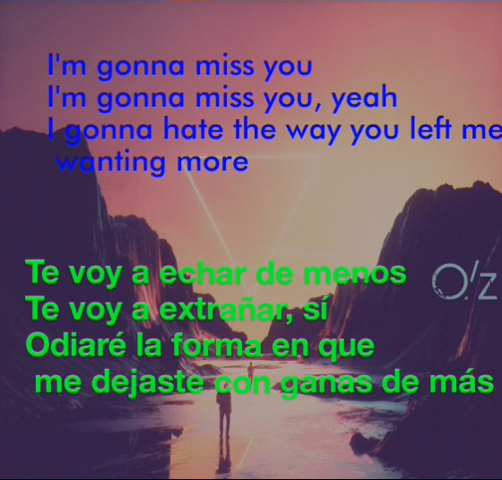 I'm gonna miss you
I'm gonna miss you, yeah
I gonna hate the way you left me
wanting more
Te voy a echar de menos
O'z
Te voy a extrañar, sí
Odiaré la forma en que
me dejaste con ganas de más